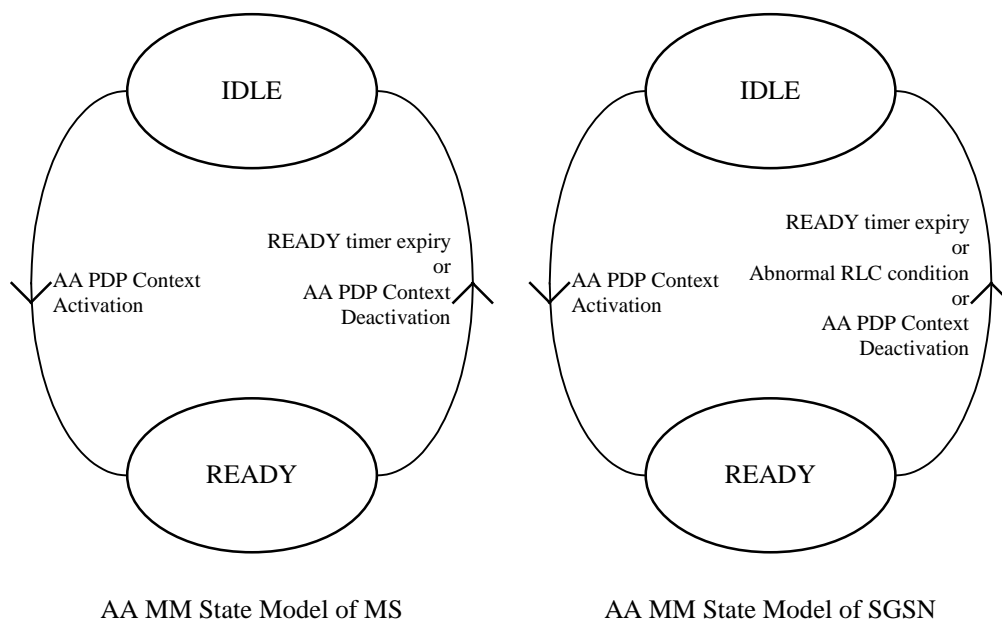 IDLE
AA PDP Context
Activation
READY timer expiry
or
AA PDP Context
Deactivation
READY
AA MM State Model of MS
IDLE
AA PDP Context
Activation
READY timer expiry
or
Abnormal RLC condition
or
AA PDP Context
Deactivation
READY
AA MM State Model of SGSN